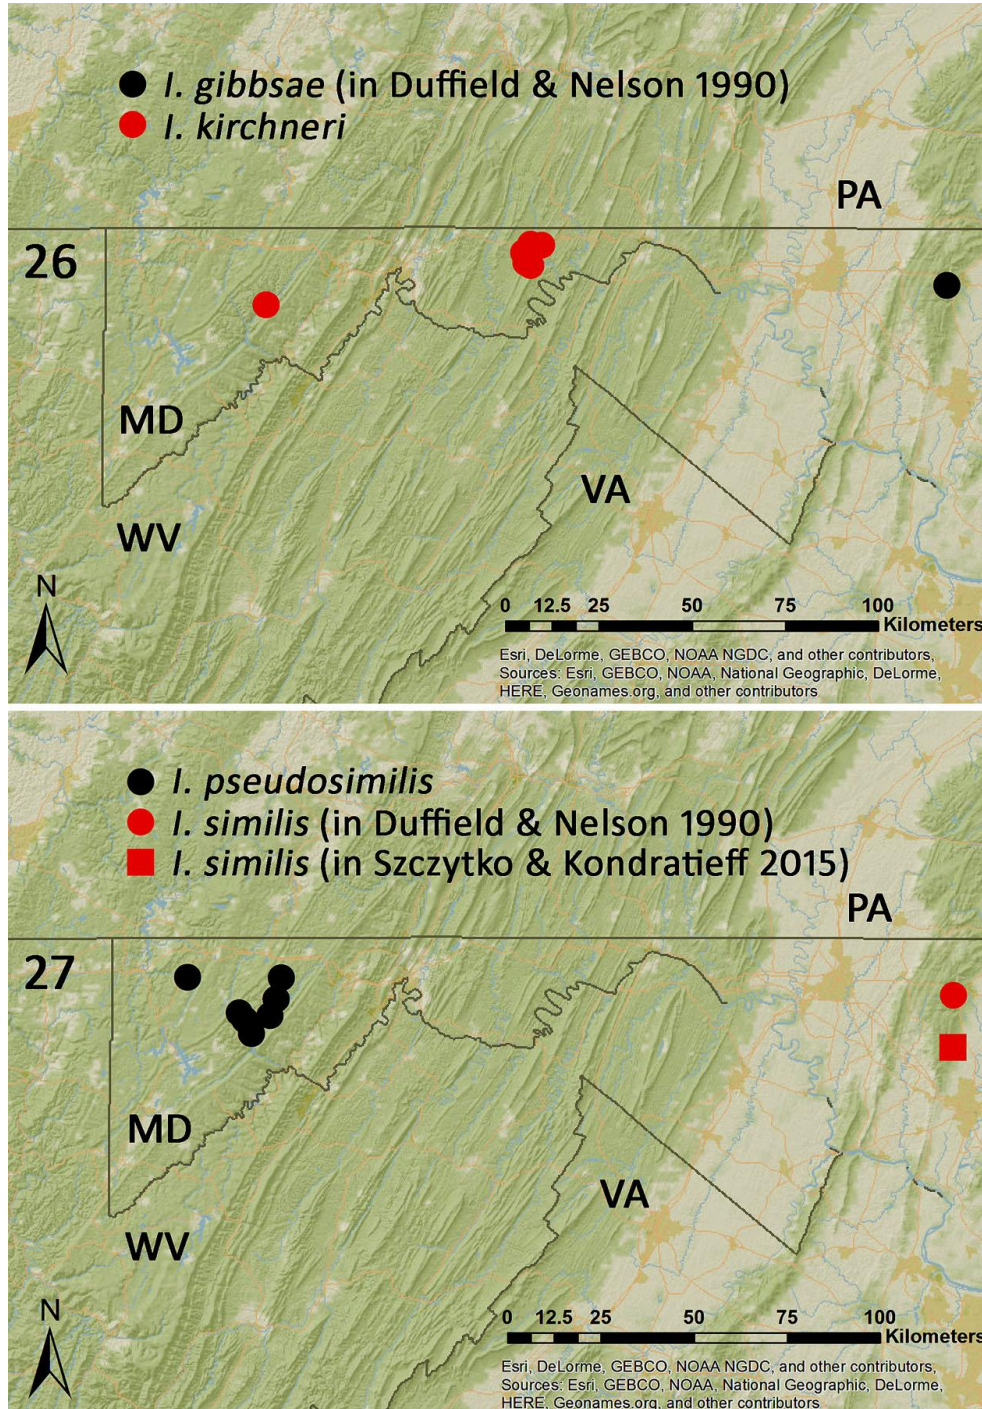 I. gibbsae (in Duffield & Nelson 1990)
I. kirchneri
PA
26
MD
VA
WV
N
0 12.5 25 50 75 100
Kilometers
Esri, DeLorme, GEBCO, NOAA NGDC, and other contributors,
Sources: Esri, GEBCO, NOAA, National Geographic, DeLorme,
HERE, Geonames.org, and other contributors
I. pseudosimilis
I. similis (in Duffield & Nelson 1990)
I. similis (in Szczytko & Kondratieff 2015)
PA
27
MD
VA
WV
N
0 12.5 25 50 75 100
Kilometers
Esri, DeLorme, GEBCO, NOAA NGDC, and other contributors,
Sources: Esri, GEBCO, NOAA, National Geographic, DeLorme,
HERE, Geonames.org, and other contributors